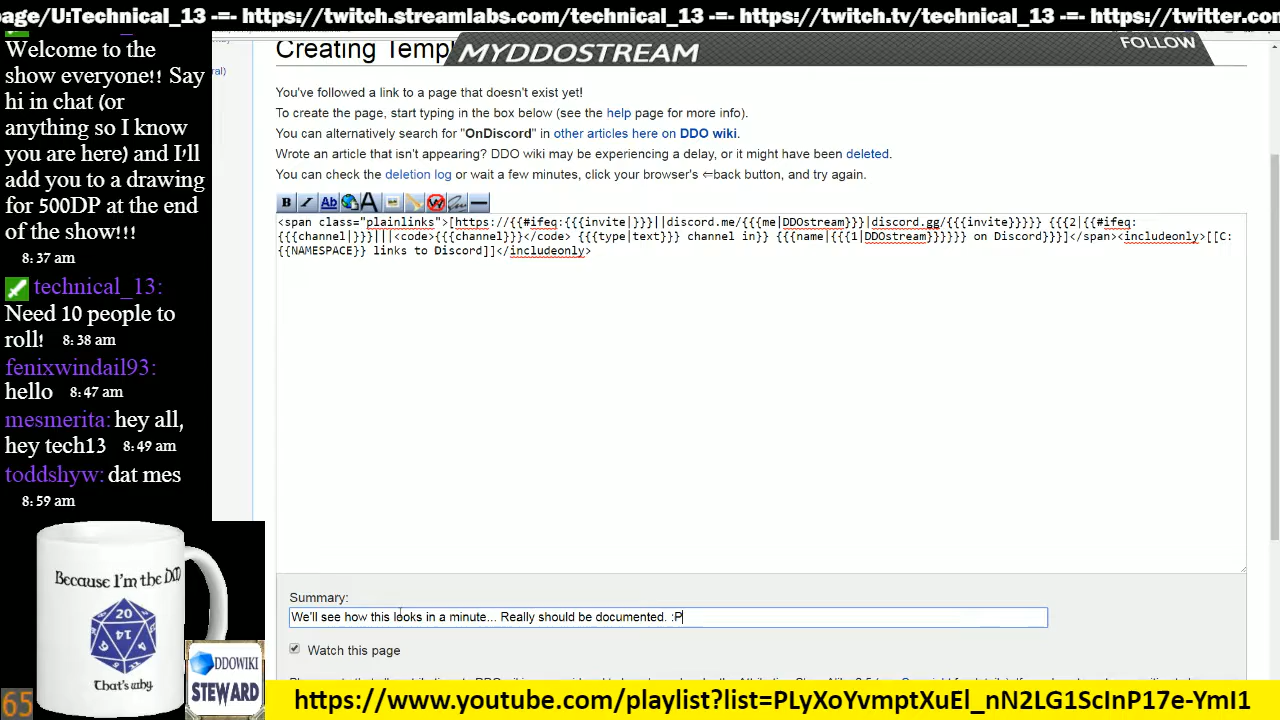 page/U:Technical_13 -=- https://twitch.streamlabs.com/technical_13 -=- https://twitch.tv/technical_13 -=- https://twitter.com
Welcome to the
show everyone!! Say
hi in chat (or
anything so I know
you are here) and I'll
add you to a drawing
for 500DP at the end
of the show!!!
8:37 am
technical_13:
Need 10 people to
roll! 8:38 am
fenixwindail93:
hello 8:47 am
mesmerita: hey all,
hey tech13 8:49 am
toddshyw: dat mes
8:59 am
Because I'm the DM
20
14
That's why.
DDOWIKI
STEWARD
65
ral)
Creating Temp
MYDDOSTREAM
FOLLOW
You've followed a link to a page that doesn't exist yet!
To create the page, start typing in the box below (see the help page for more info).
You can alternatively search for "OnDiscord" in other articles here on DDO wiki.
Wrote an article that isn't appearing? DDO wiki may be experiencing a delay, or it might have been deleted.
You can check the deletion log or wait a few minutes, click your browser's ⇐back button, and try again.
B I Ab A W
<span class="plainlinks">[https://{{#ifeq:{{{invite|}}}||discord.me/{{{me|DDOstream}}}|discord.gg/{{{invite}}}}} {{{2|{{#ifeq:
{{{channel|}}}||||<code>{{{channel}}}</code> {{{type|text}}} channel in}} {{{name|{{{1|DDOstream}}}}}} on Discord}}}]</span><includeonly>[[C:
{{NAMESPACE}} links to Discord]]</includeonly>
Summary:
We'll see how this looks in a minute... Really should be documented. :P
Watch this page
https://www.youtube.com/playlist?list=PLyXoYvmptXuEl_nN2LG1ScInP17e-YmI1